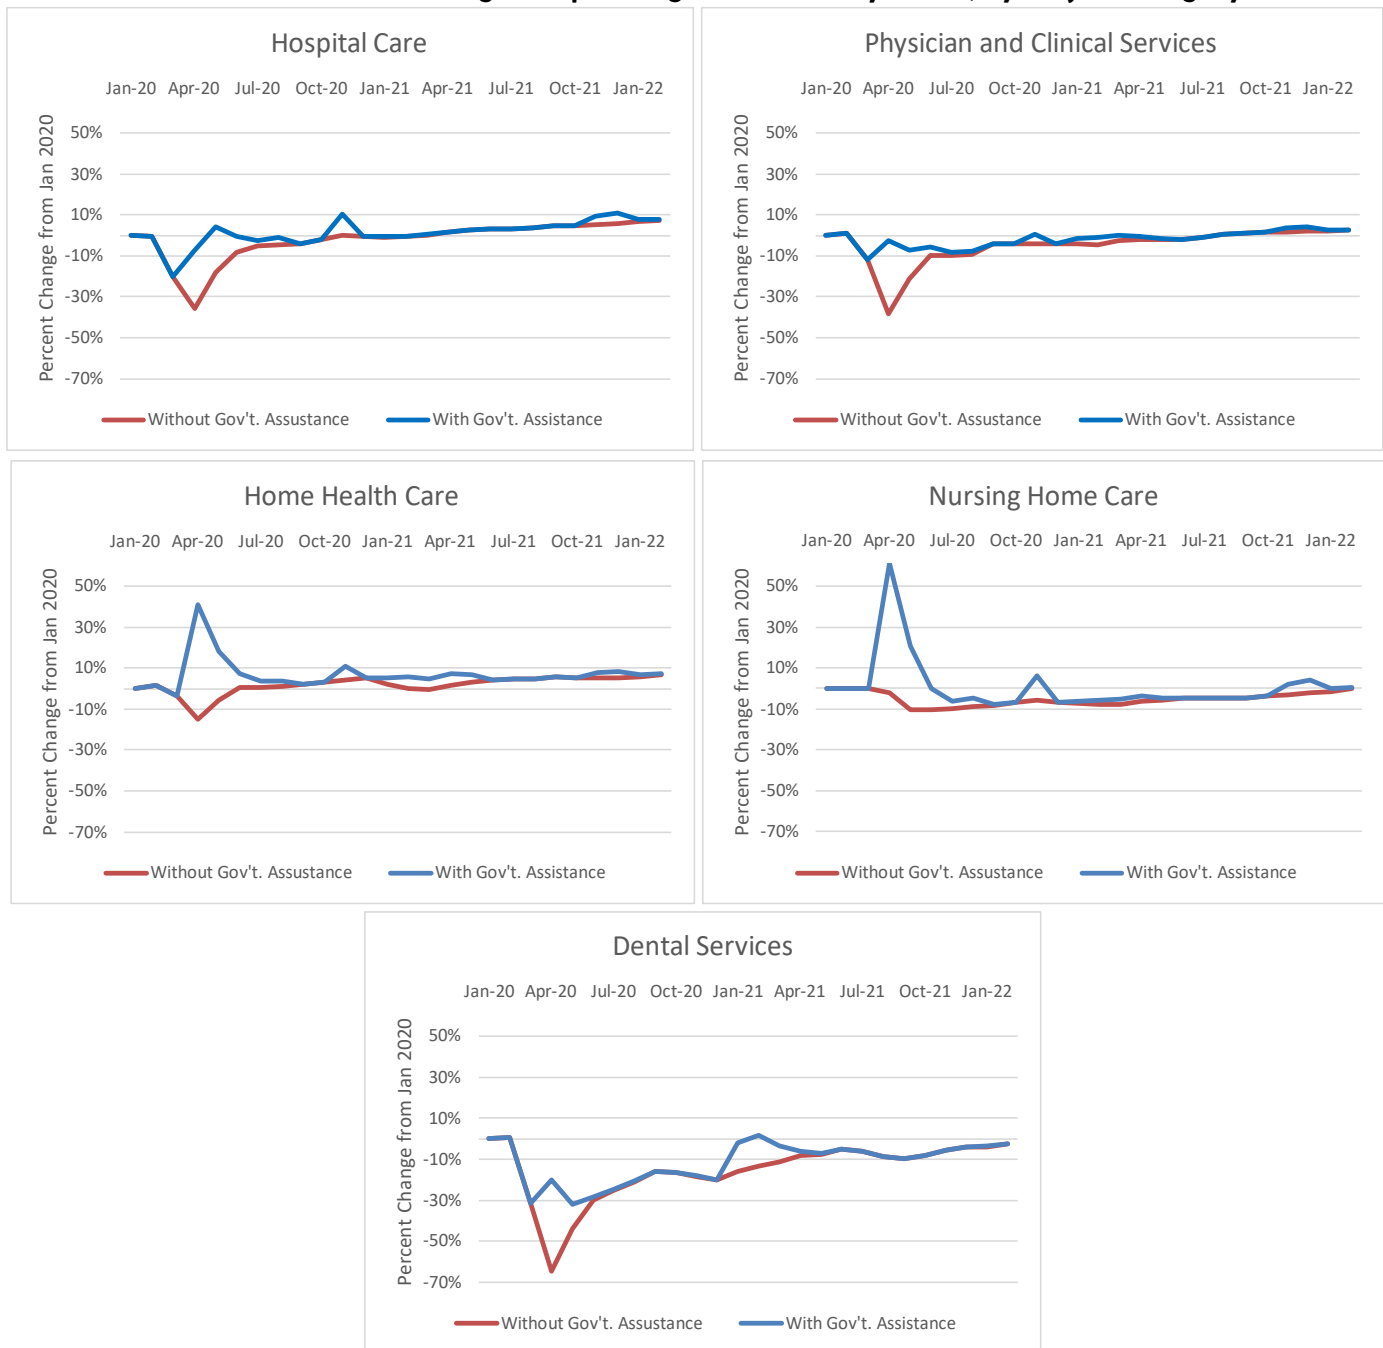 Hospital Care
Jan-20 Apr-20 Jul-20 Oct-20 Jan-21 Apr-21 Jul-21 Oct-21 Jan-22
Percent Change from Jan 2020
50%
30%
10%
-10%
-30%
-50%
-70%
Without Gov't. Assustance With Gov't. Assistance
Physician and Clinical Services
Jan-20 Apr-20 Jul-20 Oct-20 Jan-21 Apr-21 Jul-21 Oct-21 Jan-22
Percent Change from Jan 2020
50%
30%
10%
-10%
-30%
-50%
-70%
Without Gov't. Assustance With Gov't. Assistance
Home Health Care
Jan-20 Apr-20 Jul-20 Oct-20 Jan-21 Apr-21 Jul-21 Oct-21 Jan-22
Percent Change from Jan 2020
50%
30%
10%
-10%
-30%
-50%
-70%
Without Gov't. Assustance With Gov't. Assistance
Nursing Home Care
Jan-20 Apr-20 Jul-20 Oct-20 Jan-21 Apr-21 Jul-21 Oct-21 Jan-22
Percent Change from Jan 2020
50%
30%
10%
-10%
-30%
-50%
-70%
Without Gov't. Assustance With Gov't. Assistance
Dental Services
Jan-20 Apr-20 Jul-20 Oct-20 Jan-21 Apr-21 Jul-21 Oct-21 Jan-22
Percent Change from Jan 2020
50%
30%
10%
-10%
-30%
-50%
-70%
Without Gov't. Assustance With Gov't. Assistance